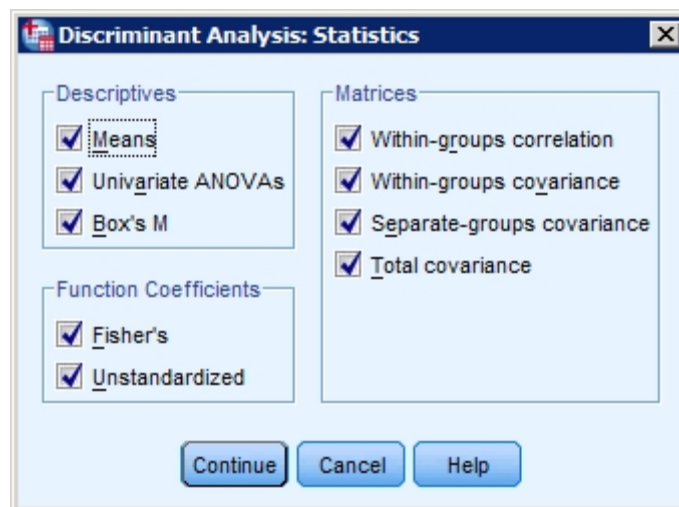 Discriminant Analysis: Statistics
Descriptives
Means
Univariate ANOVAs
Box's M
Function Coefficients
Fisher's
Unstandardized
Matrices
Within-groups correlation
Within-groups covariance
Separate-groups covariance
Total covariance
Continue
Cancel
Help